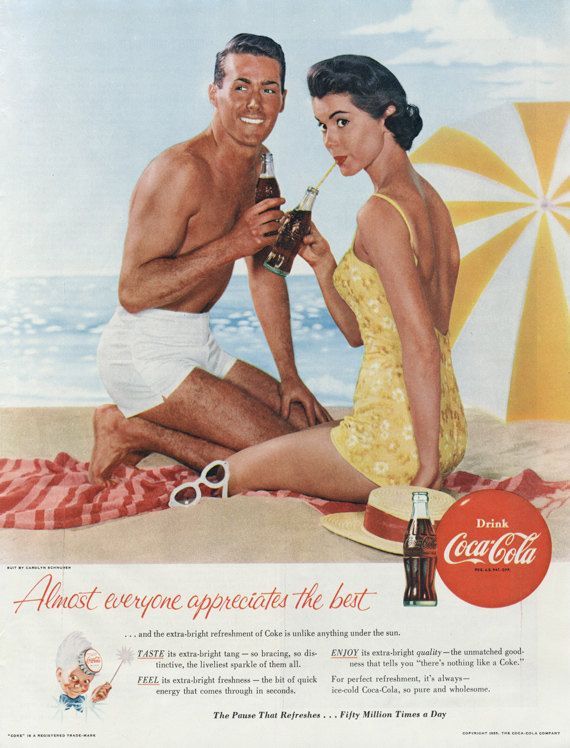 Drink
Coca-Cola
REG. U.S. PAT. OFF.
SUIT BY CAROLYN SCHNURER
Almost everyone appreciates the best
. . . and the extra-bright refreshment of Coke is unlike anything under the sun.
TASTE its extra-bright tang — so bracing, so dis-
tinctive, the liveliest sparkle of them all.
FEEL its extra-bright freshness — the bit of quick
energy that comes through in seconds.
ENJOY its extra-bright quality — the unmatched good-
ness that tells you "there's nothing like a Coke."
For perfect refreshment, it's always—
ice-cold Coca-Cola, so pure and wholesome.
The Pause That Refreshes . . . Fifty Million Times a Day
"COKE" IS A REGISTERED TRADE-MARK
COPYRIGHT 1955, THE COCA-COLA COMPANY